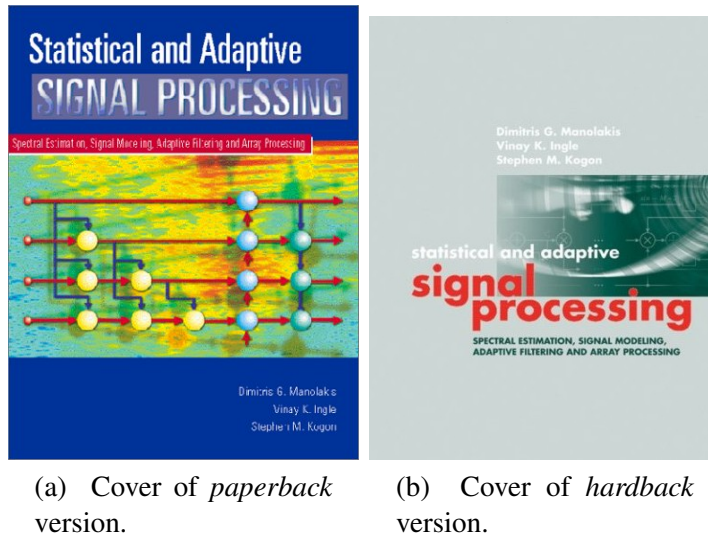 Statistical and Adaptive
SIGNAL PROCESSING
Spectral Estimation, Signal Modeling, Adaptive Filtering and Array Processing
Dimitris G. Manolakis
Vinay K. Ingle
Stephen M. Kogon
(a) Cover of paperback
version.
Dimitris G. Manolakis
Vinay K. Ingle
Stephen M. Kogon
statistical and adaptive
signal
processing
SPECTRAL ESTIMATION, SIGNAL MODELING,
ADAPTIVE FILTERING AND ARRAY PROCESSING
(b) Cover of hardback
version.